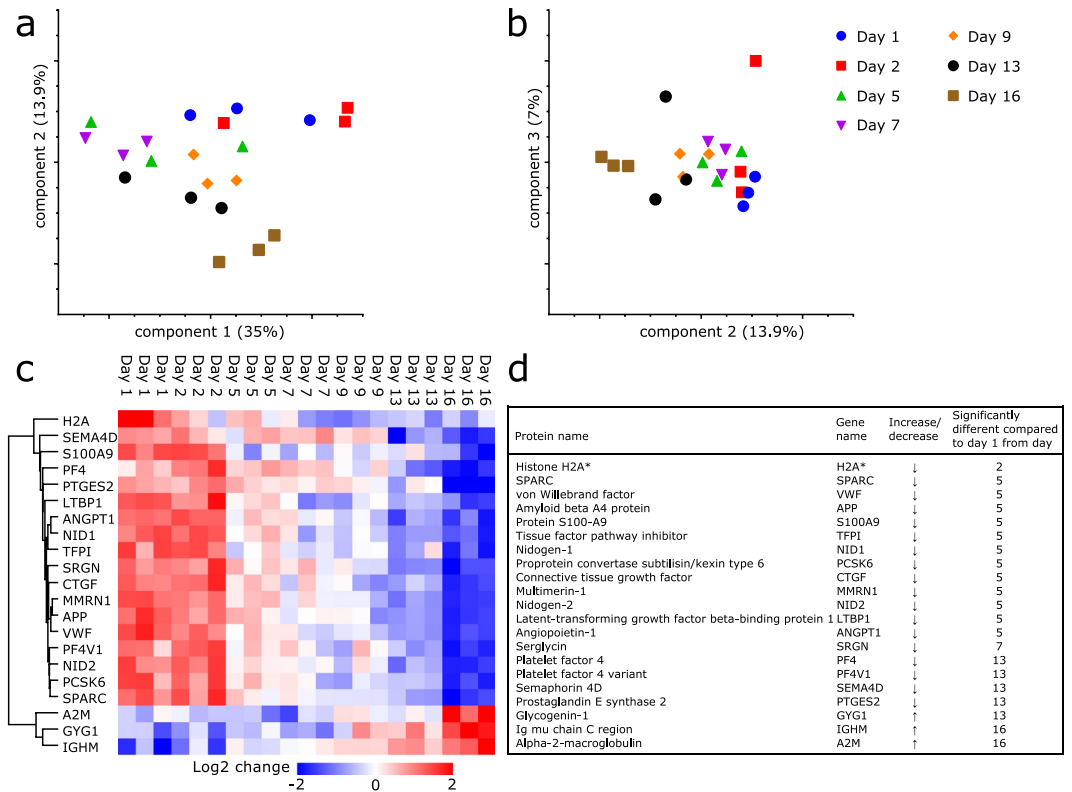 a
component 2 (13.9%)
component 1 (35%)
b
component 3 (7%)
component 2 (13.9%)
Day 1
Day 2
Day 5
Day 7
Day 9
Day 13
Day 16
c
Day 1
Day 1
Day 1
Day 2
Day 2
Day 2
Day 5
Day 5
Day 5
Day 7
Day 7
Day 7
Day 9
Day 9
Day 9
Day 13
Day 13
Day 13
Day 16
Day 16
Day 16
H2A
SEMA4D
S100A9
PF4
PTGES2
LTBP1
ANGPT1
NID1
TFPI
SRGN
CTGF
MMRN1
APP
VWF
PF4V1
NID2
PCSK6
SPARC
A2M
GYG1
IGHM
Log2 change
-2 0 2
d
Protein name Gene name Increase/decrease Significantly different compared to day 1 from day
Histone H2A* H2A* ↓ 2
SPARC SPARC ↓ 5
von Willebrand factor VWF ↓ 5
Amyloid beta A4 protein APP ↓ 5
Protein S100-A9 S100A9 ↓ 5
Tissue factor pathway inhibitor TFPI ↓ 5
Nidogen-1 NID1 ↓ 5
Proprotein convertase subtilisin/kexin type 6 PCSK6 ↓ 5
Connective tissue growth factor CTGF ↓ 5
Multimerin-1 MMRN1 ↓ 5
Nidogen-2 NID2 ↓ 5
Latent-transforming growth factor beta-binding protein 1 LTBP1 ↓ 5
Angiopoietin-1 ANGPT1 ↓ 5
Serglycin SRGN ↓ 7
Platelet factor 4 PF4 ↓ 13
Platelet factor 4 variant PF4V1 ↓ 13
Semaphorin 4D SEMA4D ↓ 13
Prostaglandin E synthase 2 PTGES2 ↓ 13
Glycogenin-1 GYG1 ↑ 13
Ig mu chain C region IGHM ↑ 16
Alpha-2-macroglobulin A2M ↑ 16